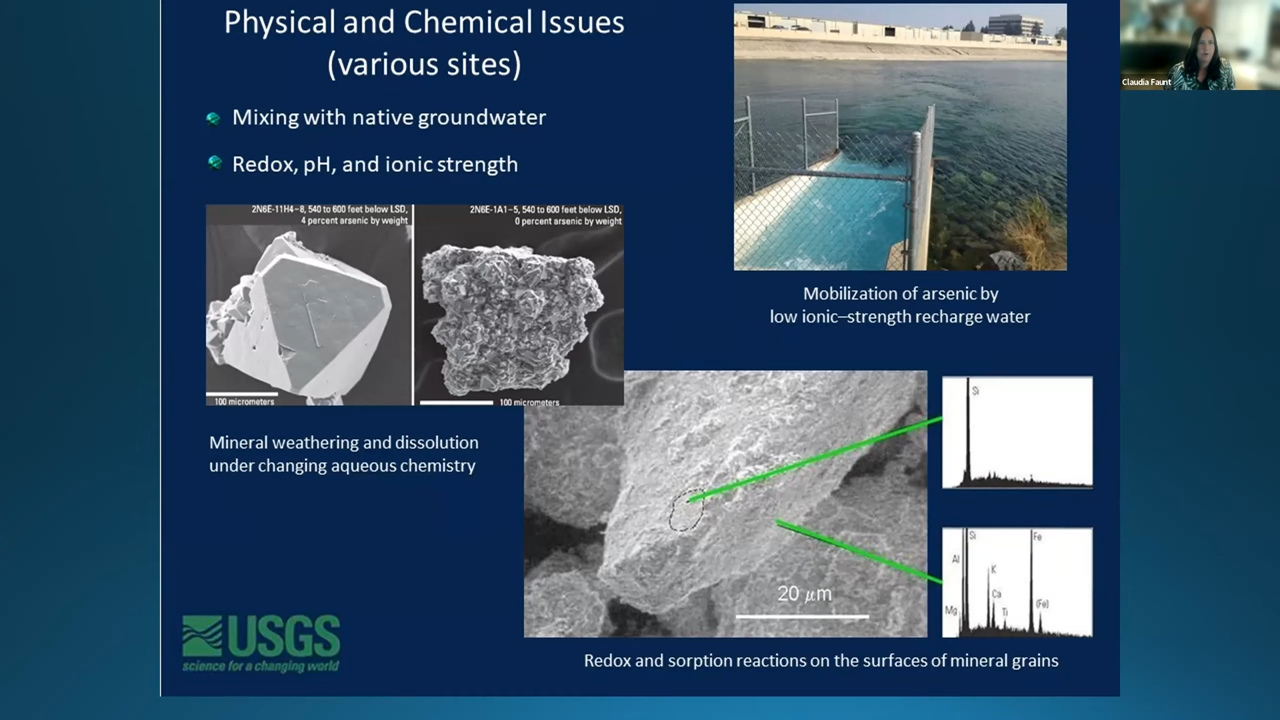 Physical and Chemical Issues
(various sites)
Mixing with native groundwater
Redox, pH, and ionic strength
2N6E-11H4-8, 540 to 600 feet below LSD,
4 percent arsenic by weight
2N6E-1A1-5, 540 to 600 feet below LSD,
0 percent arsenic by weight
100 micrometers
100 micrometers
Mineral weathering and dissolution
under changing aqueous chemistry
Claudia Faunt
Mobilization of arsenic by
low ionic–strength recharge water
Si
Al
Si
Fe
K
Ca
Ti
(Fe)
Mg
20 μm
Redox and sorption reactions on the surfaces of mineral grains
USGS
science for a changing world